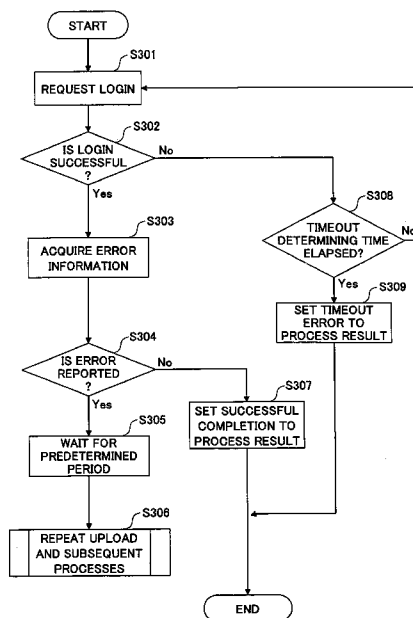 START
S301
REQUEST LOGIN
S302
IS LOGIN
SUCCESSFUL
?
No
Yes
S303
ACQUIRE ERROR
INFORMATION
S304
IS ERROR
REPORTED
?
No
Yes
S305
WAIT FOR
PREDETERMINED
PERIOD
S306
REPEAT UPLOAD
AND SUBSEQUENT
PROCESSES
S307
SET SUCCESSFUL
COMPLETION TO
PROCESS RESULT
S308
TIMEOUT
DETERMINING TIME
ELAPSED?
No
Yes
S309
SET TIMEOUT
ERROR TO
PROCESS RESULT
END